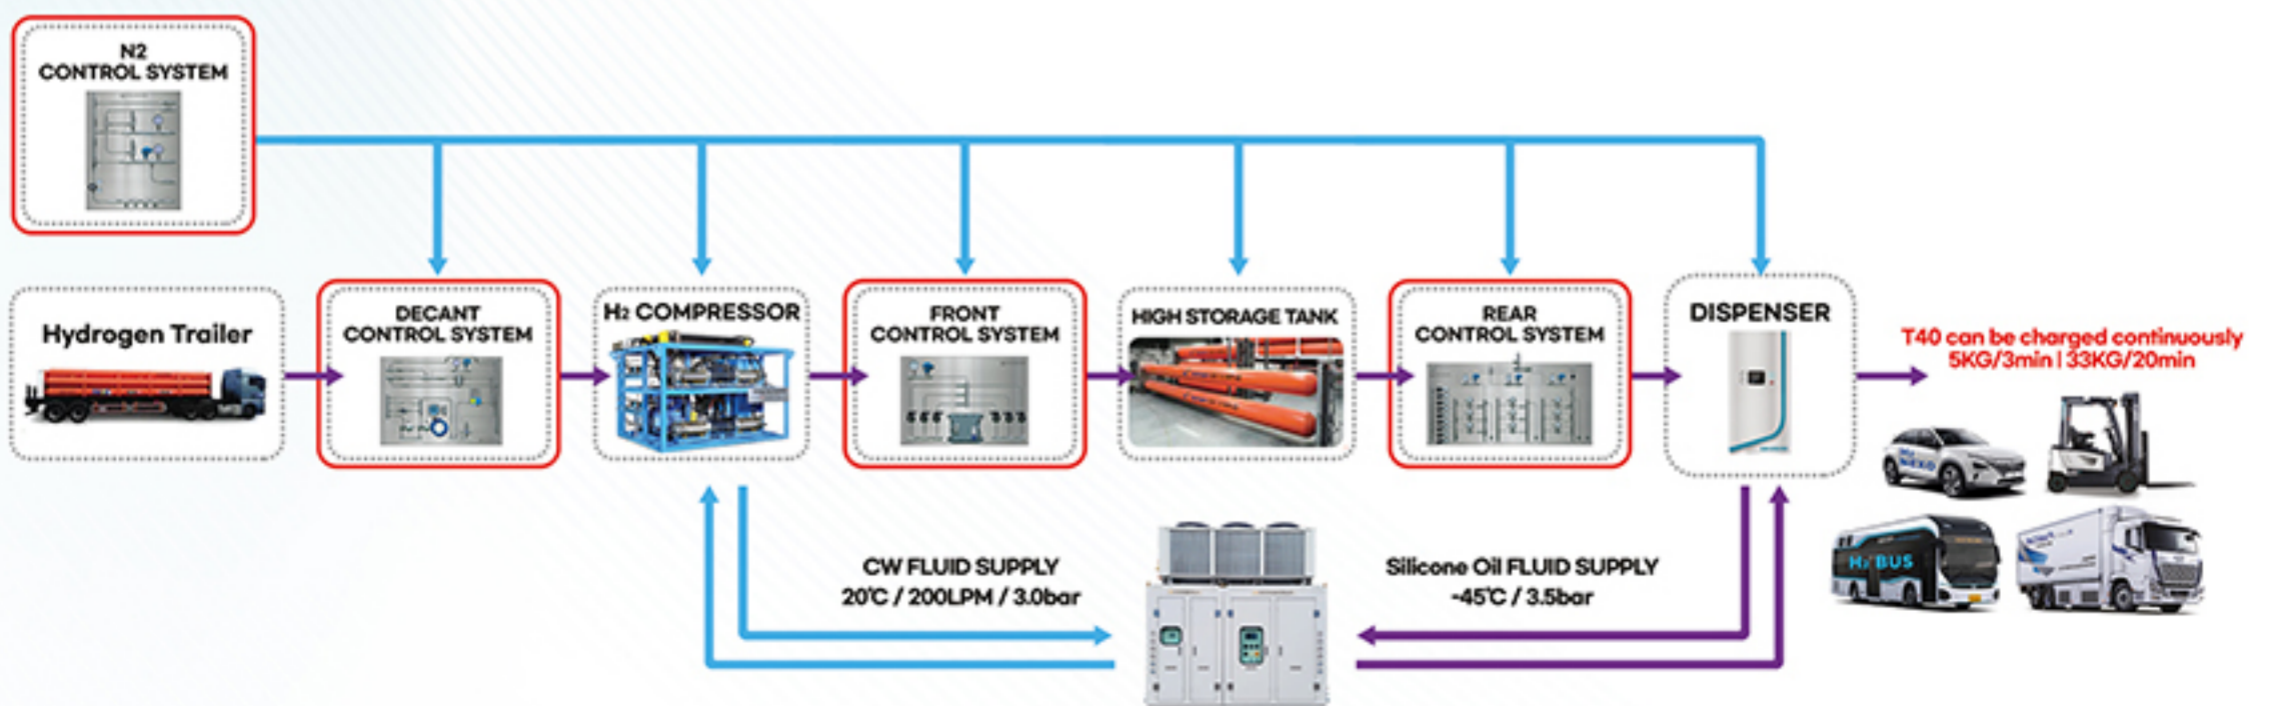 N2
CONTROL SYSTEM
Hydrogen Trailer
DECANT
CONTROL SYSTEM
H2 COMPRESSOR
FRONT
CONTROL SYSTEM
HIGH STORAGE TANK
REAR
CONTROL SYSTEM
DISPENSER
T40 can be charged continuously
5KG/3min | 33KG/20min
NEXO
H2 BUS
CW FLUID SUPPLY
20℃ / 200LPM / 3.0bar
Silicone Oil FLUID SUPPLY
-45℃ / 3.5bar